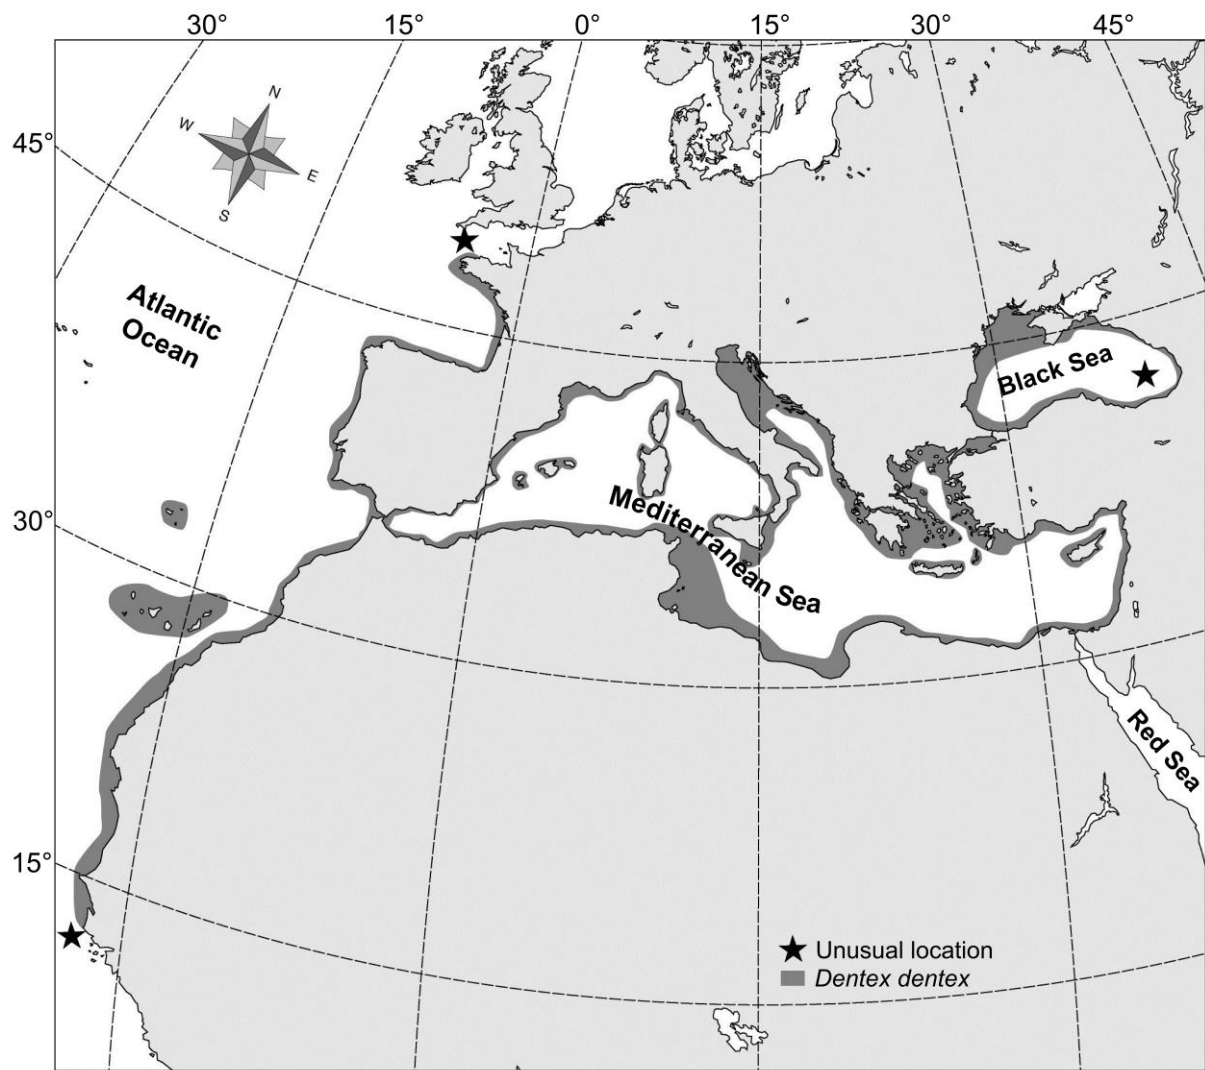 30° 15° 0° 15° 30° 45°
45°
N
W
E
S
Atlantic
Ocean
Black Sea
30°
Mediterranean Sea
Red Sea
15°
Unusual location
Dentex dentex